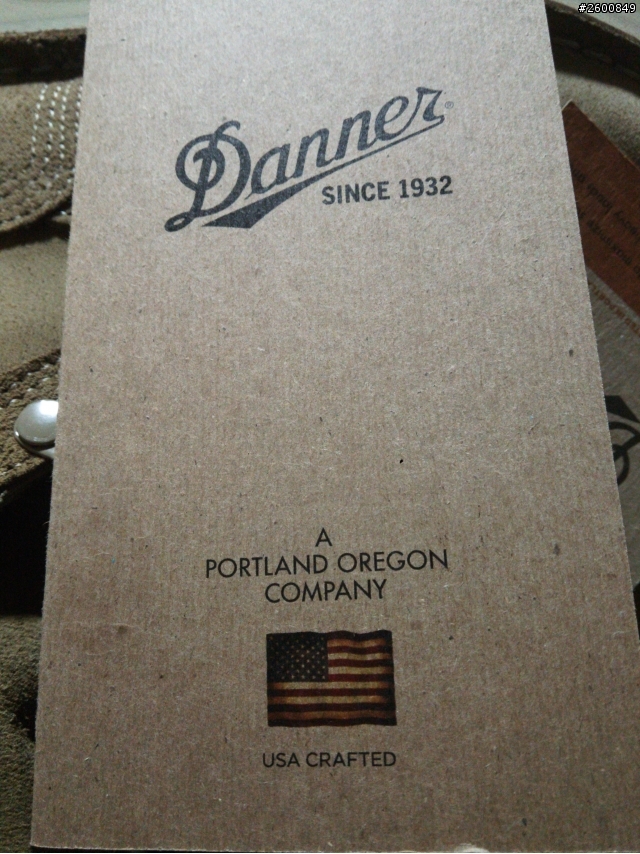 #2600849
Danner®
SINCE 1932
A
PORTLAND OREGON
COMPANY
USA CRAFTED